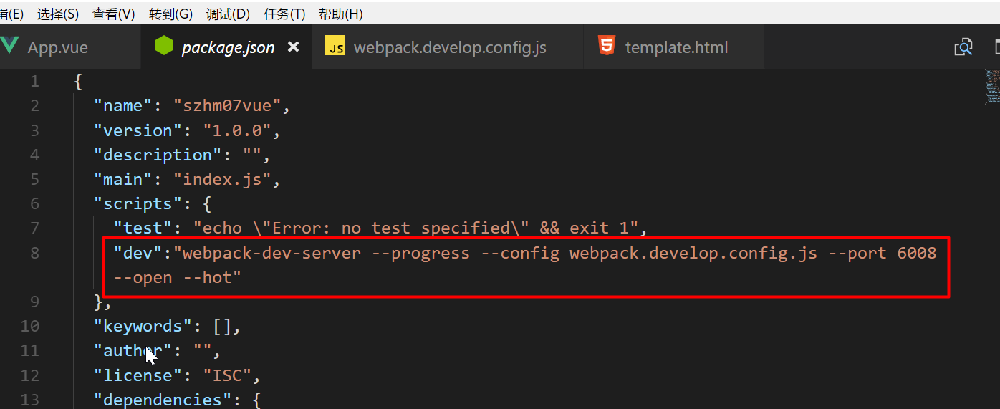 辑(E) 选择(S) 查看(V) 转到(G) 调试(D) 任务(T) 帮助(H)
App.vue package.json × JS webpack.develop.config.js 5 template.html
1 {
2 "name": "szhm07vue",
3 "version": "1.0.0",
4 "description": "",
5 "main": "index.js",
6 "scripts": {
7 "test": "echo \"Error: no test specified\" && exit 1",
8 "dev":"webpack-dev-server --progress --config webpack.develop.config.js --port 6008
--open --hot"
9 },
10 "keywords": [],
11 "author": "",
12 "license": "ISC",
13 "dependencies": {